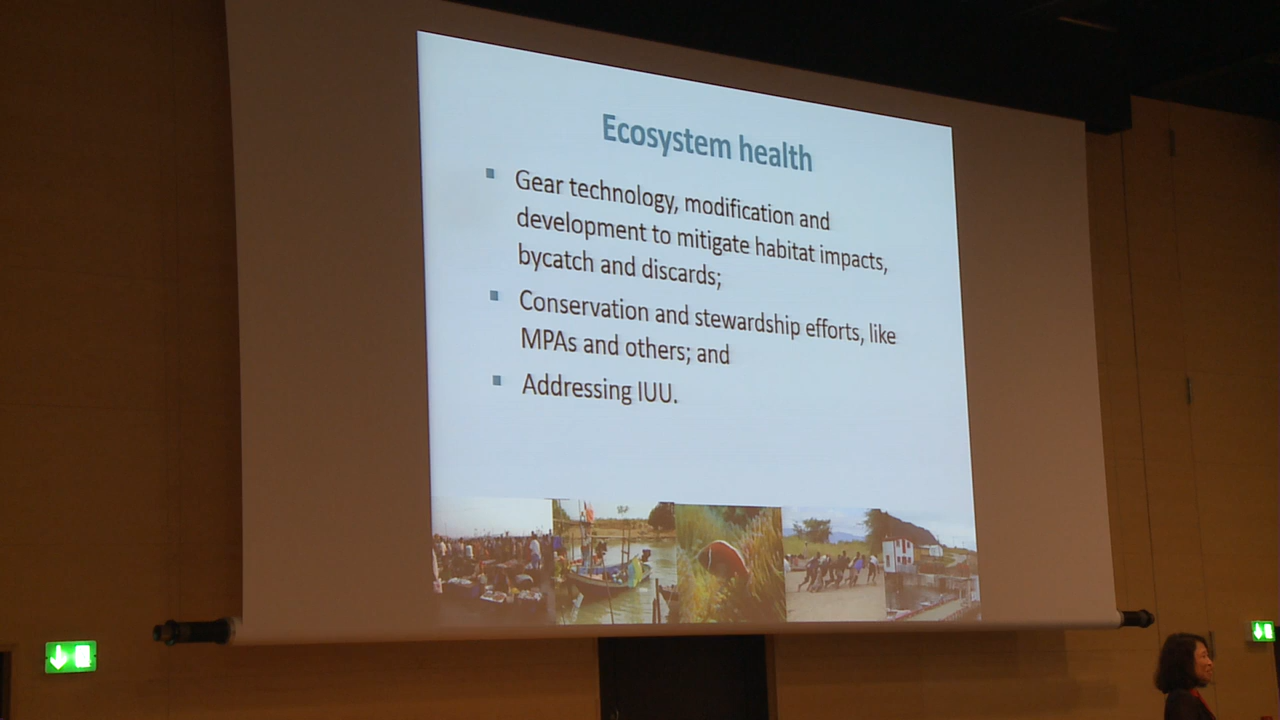 Ecosystem health
Gear technology, modification and
development to mitigate habitat impacts,
bycatch and discards;
Conservation and stewardship efforts, like
MPAs and others; and
Addressing IUU.